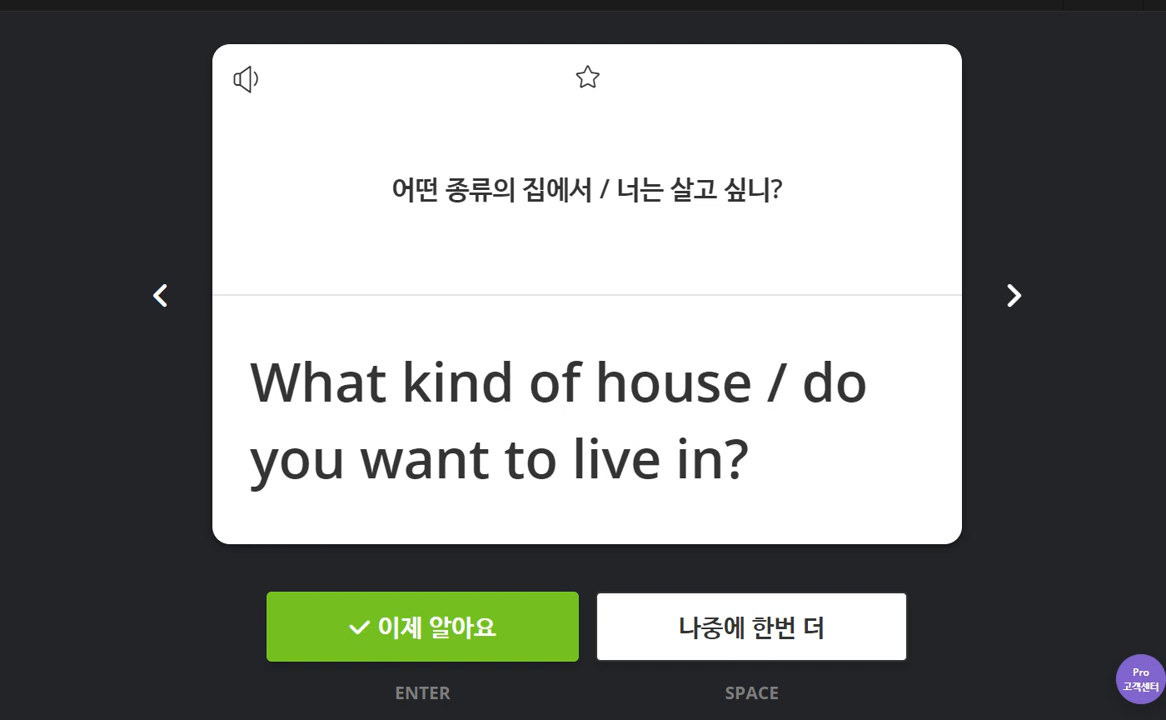 어떤 종류의 집에서 / 너는 살고 싶니?
What kind of house / do
you want to live in?
이제 알아요
나중에 한번 더
ENTER
SPACE
Pro
고객센터